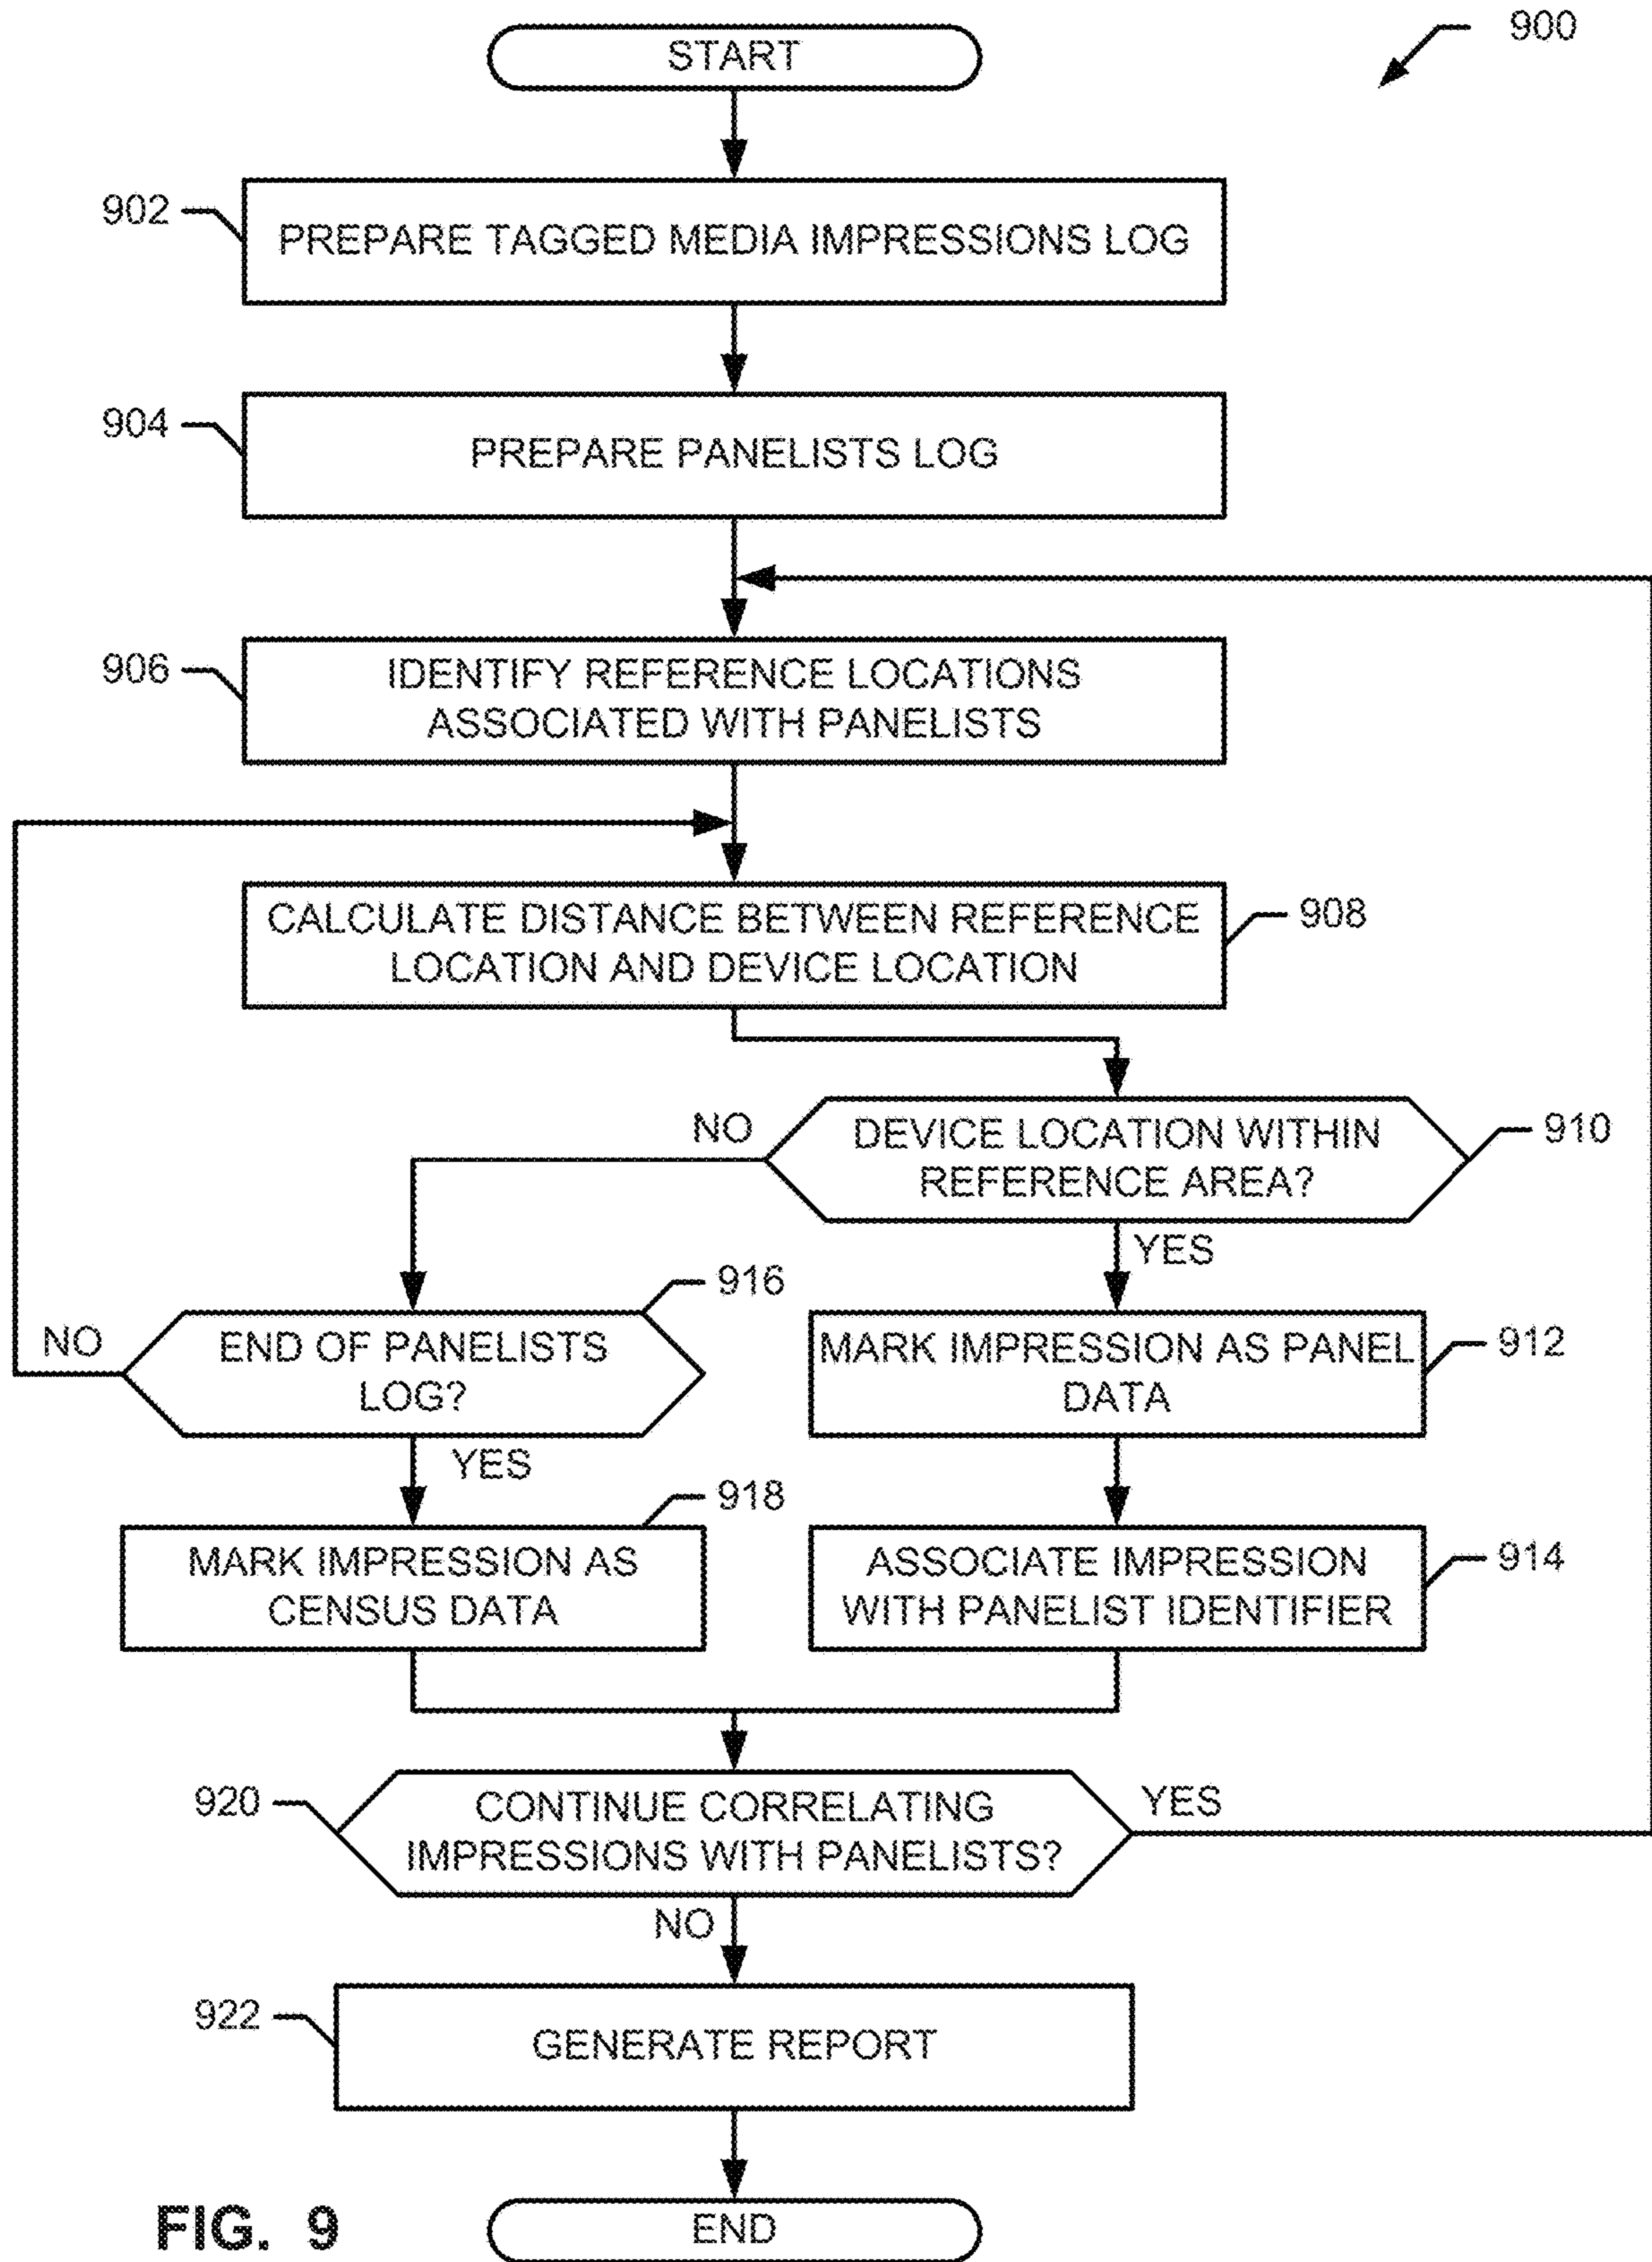 900
START
902
PREPARE TAGGED MEDIA IMPRESSIONS LOG
904
PREPARE PANELISTS LOG
906
IDENTIFY REFERENCE LOCATIONS
ASSOCIATED WITH PANELISTS
CALCULATE DISTANCE BETWEEN REFERENCE
LOCATION AND DEVICE LOCATION
908
NO
DEVICE LOCATION WITHIN
REFERENCE AREA?
910
YES
916
NO
END OF PANELISTS
LOG?
MARK IMPRESSION AS PANEL
DATA
912
YES
918
MARK IMPRESSION AS
CENSUS DATA
ASSOCIATE IMPRESSION
WITH PANELIST IDENTIFIER
914
920
CONTINUE CORRELATING
IMPRESSIONS WITH PANELISTS?
YES
NO
922
GENERATE REPORT
FIG. 9
END